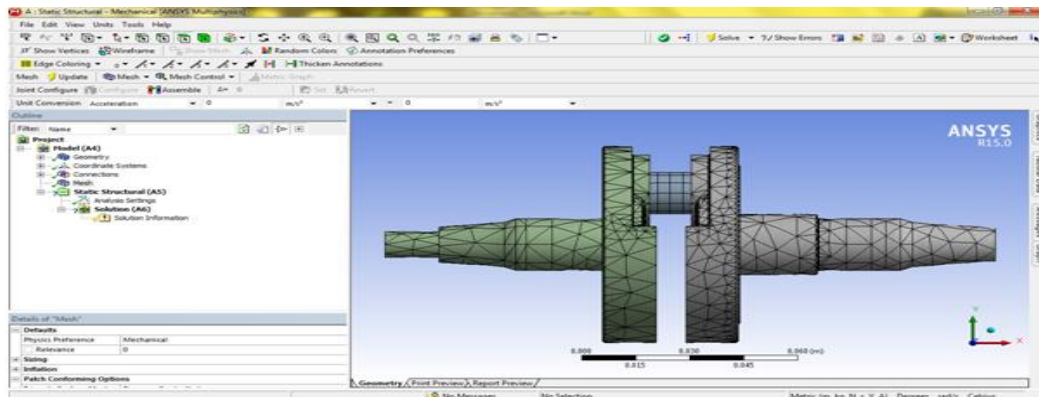 A : Static Structural - Mechanical [ANSYS Multiphysics]
File Edit View Units Tools Help
Solve ?/ Show Errors Worksheet
Show Vertices Wireframe Show Mesh Random Colors Annotation Preferences
Edge Coloring Thicken Annotations
Mesh Update Mesh Mesh Control Metric Graph
Joint Configure Configure Assemble 0 Set Revert
Unit Conversion Acceleration 0 m/s² = 0 m/s²
Outline
Filter: Name
Project
Model (A4)
Geometry
Coordinate Systems
Connections
Mesh
Static Structural (A5)
Analysis Settings
Solution (A6)
Solution Information
ANSYS
R15.0
Details of "Mesh"
Defaults
Physics Preference Mechanical
Relevance 0
Sizing
Inflation
Patch Conforming Options
0.000 0.030 0.060 (m)
0.015 0.045
Y
X
Geometry Print Preview Report Preview
No Messages No Selection Metric (m, kg, N, s, V, A) Degrees rad/s Celsius